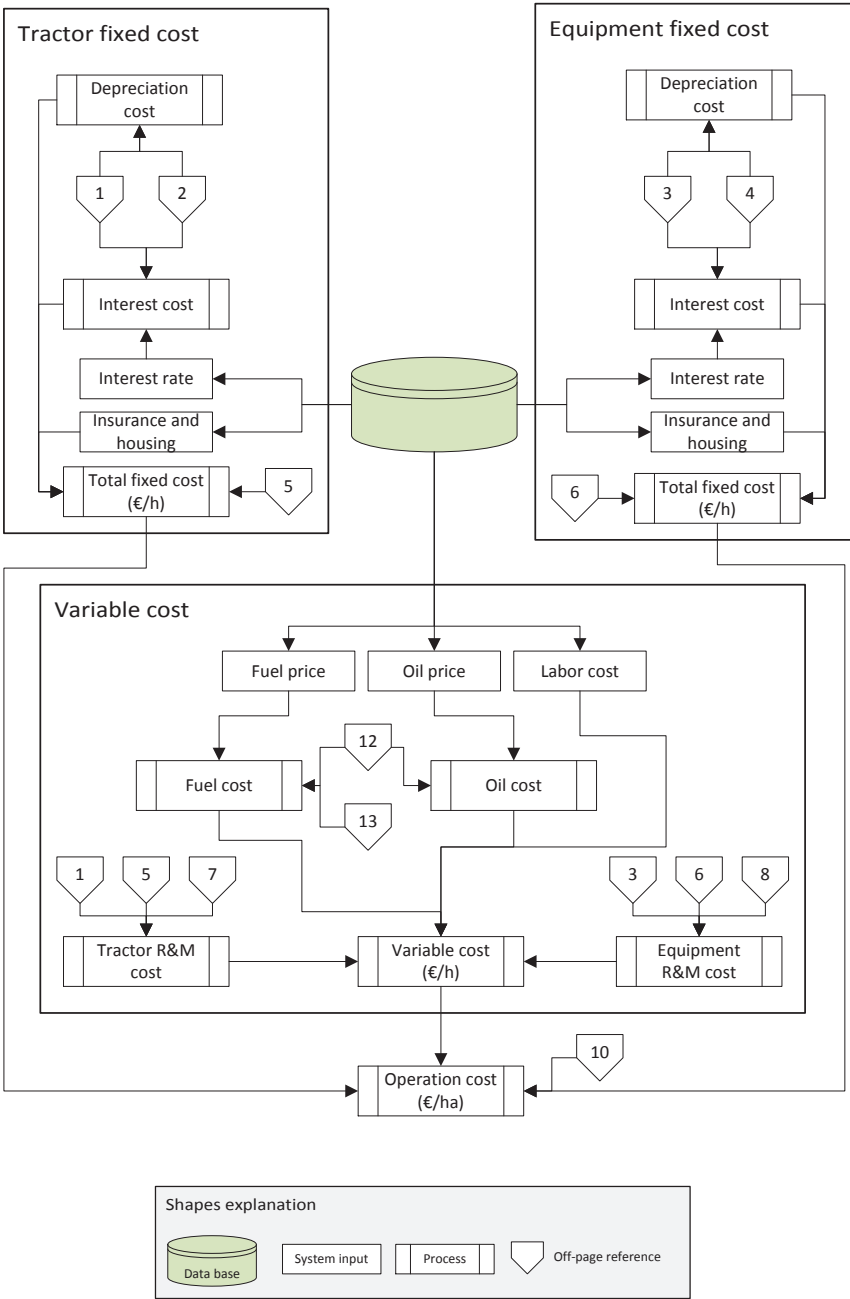 Tractor fixed cost
Depreciation
cost
1
2
Interest cost
Interest rate
Insurance and
housing
Total fixed cost
(€/h)
5
Equipment fixed cost
Depreciation
cost
3
4
Interest cost
Interest rate
Insurance and
housing
6
Total fixed cost
(€/h)
Variable cost
Fuel price
Oil price
Labor cost
12
Fuel cost
Oil cost
13
1
5
7
3
6
8
Tractor R&M
cost
Variable cost
(€/h)
Equipment
R&M cost
10
Operation cost
(€/ha)
Shapes explanation
Data base
System input
Process
Off-page reference